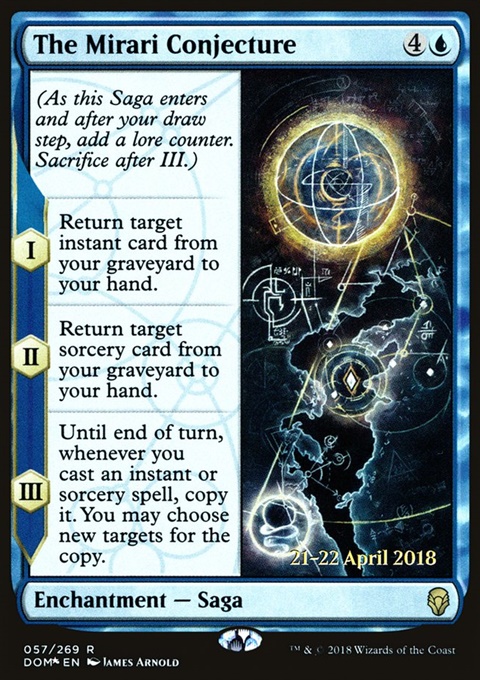 The Mirari Conjecture 4
(As this Saga enters
and after your draw
step, add a lore counter.
Sacrifice after III.)
I
Return target
instant card from
your graveyard to
your hand.
II
Return target
sorcery card from
your graveyard to
your hand.
III
Until end of turn,
whenever you
cast an instant or
sorcery spell, copy
it. You may choose
new targets for the
copy.
21–22 April 2018
Enchantment — Saga
057/269 R
DOM★EN James Arnold
™ & © 2018 Wizards of the Coast